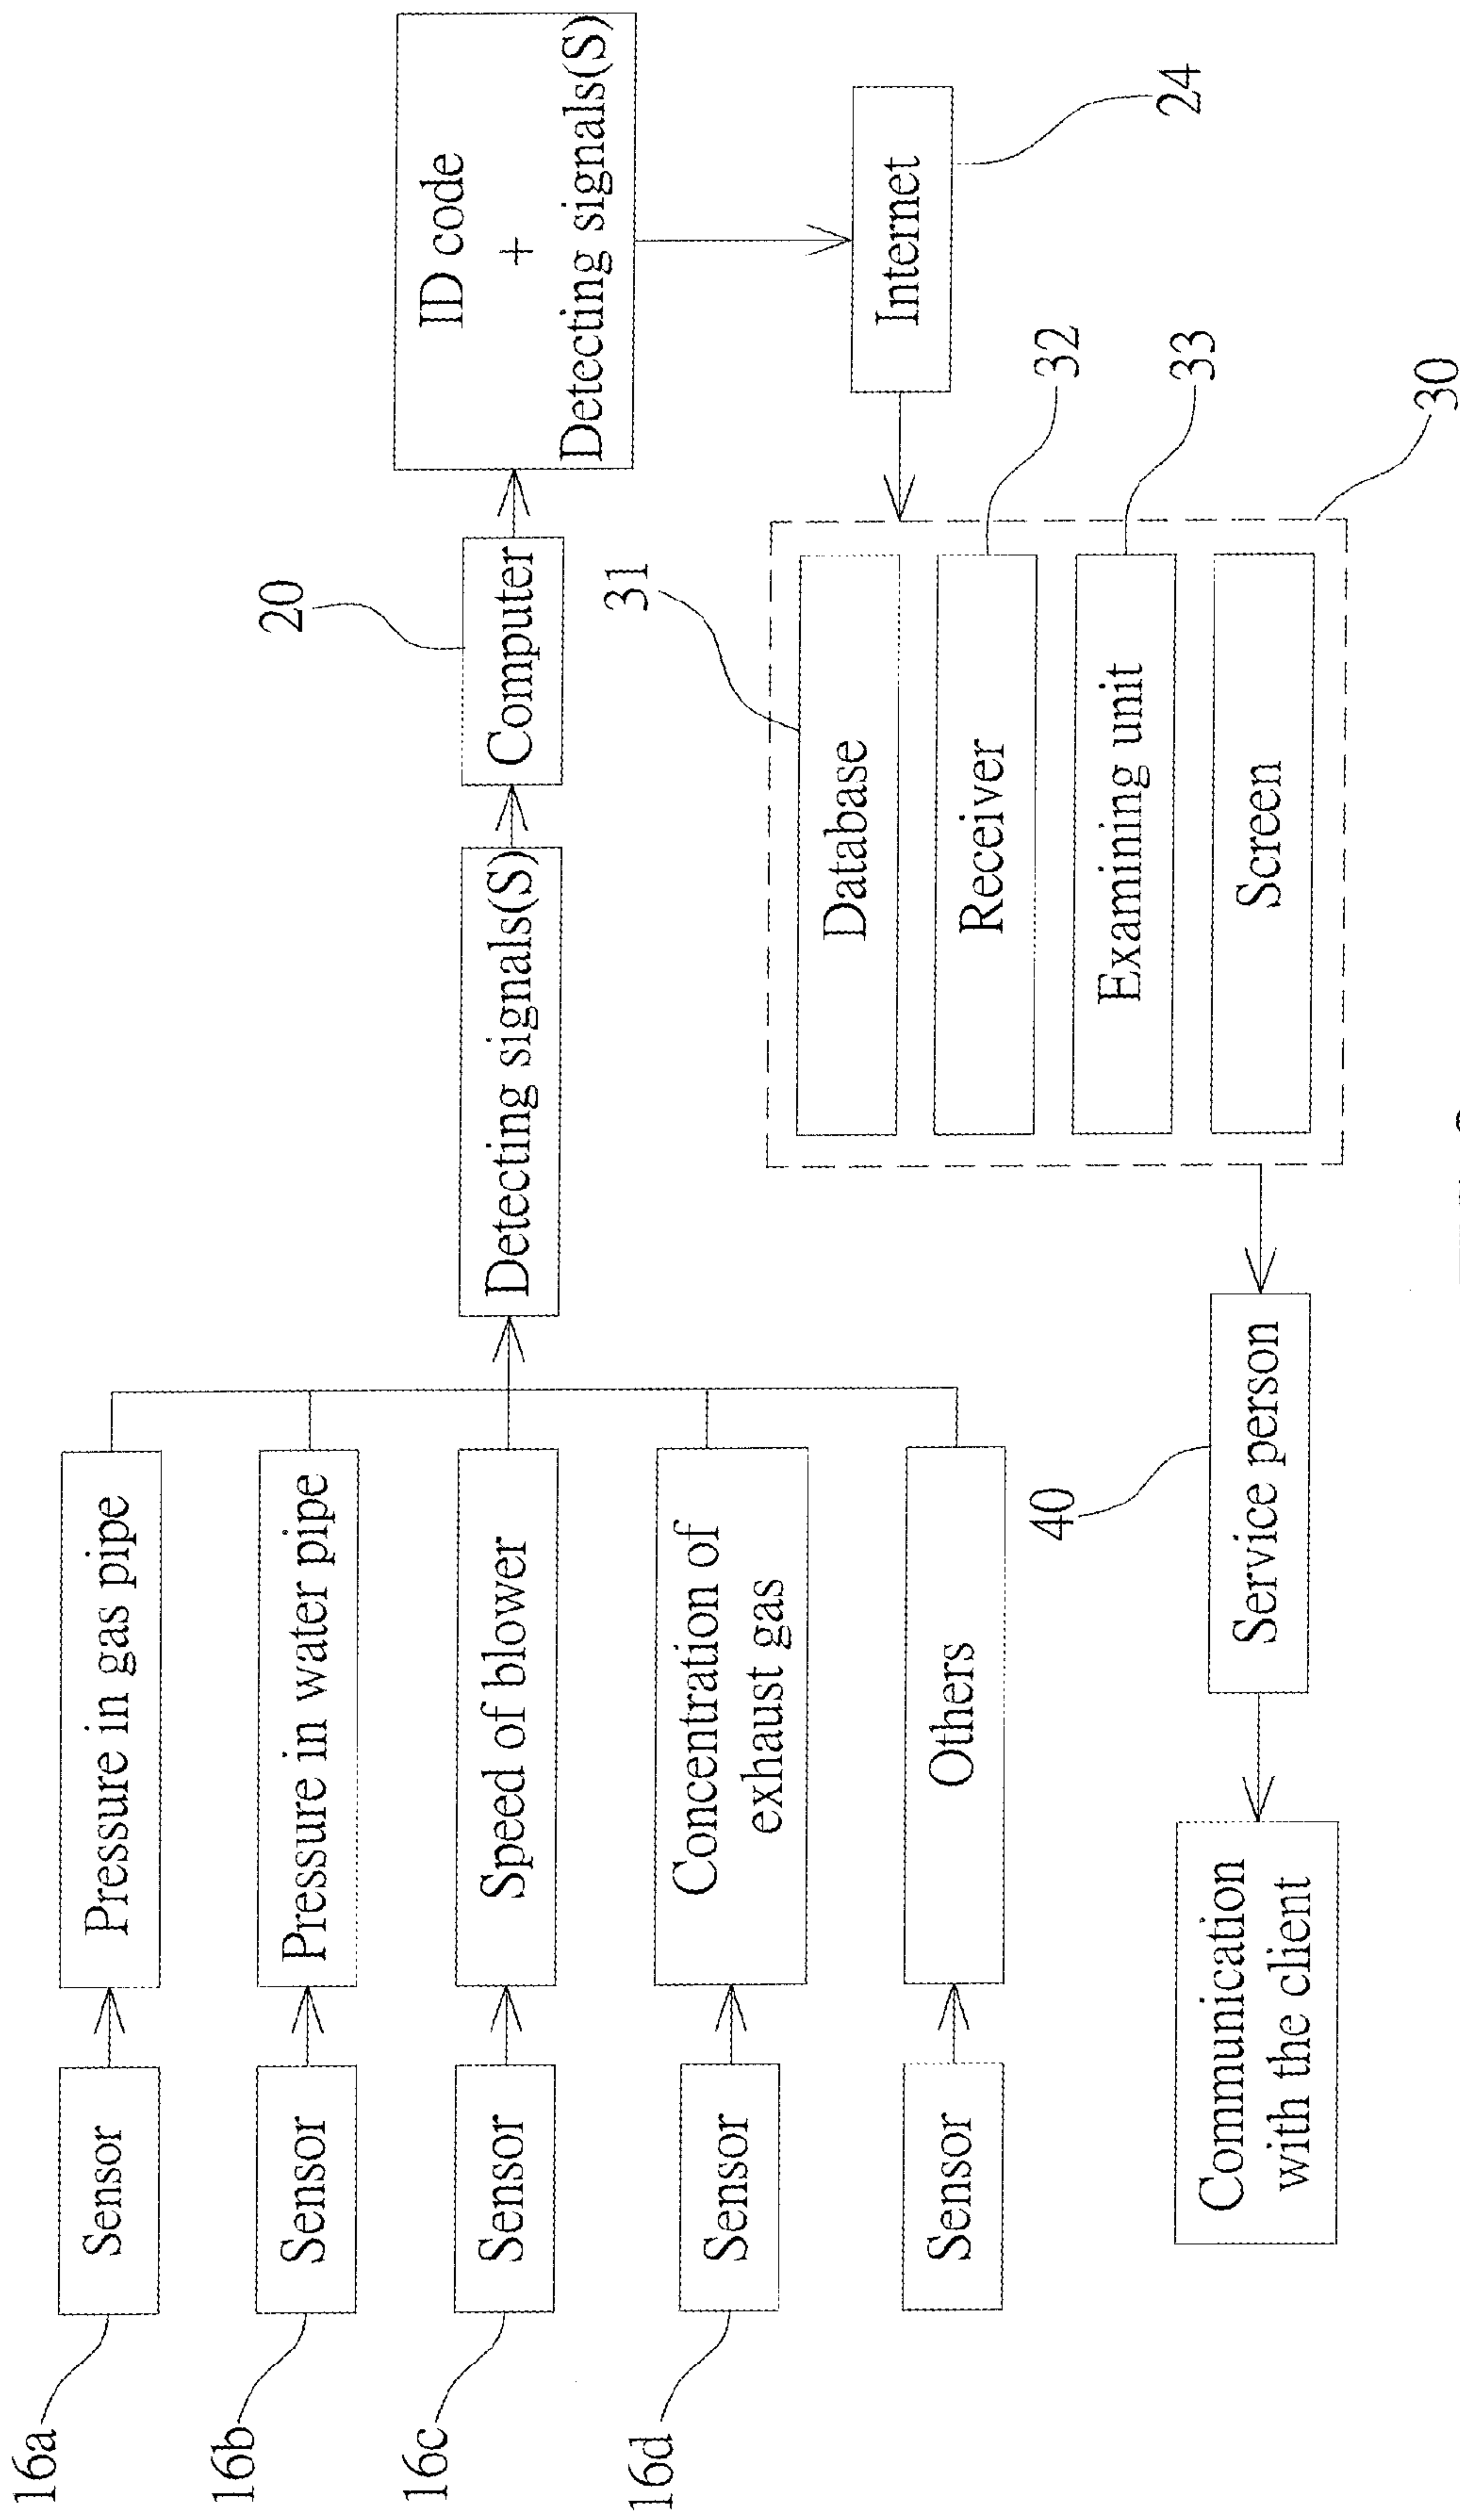 16a
Sensor
Pressure in gas pipe
16b
Sensor
Pressure in water pipe
16c
Sensor
Speed of blower
16d
Sensor
Concentration of
exhaust gas
Sensor
Others
Detecting signals(S)
20
Computer
ID code
+
Detecting signals(S)
Internet
24
31
Database
Receiver
32
Examining unit
33
Screen
30
40
Service person
Communication
with the client